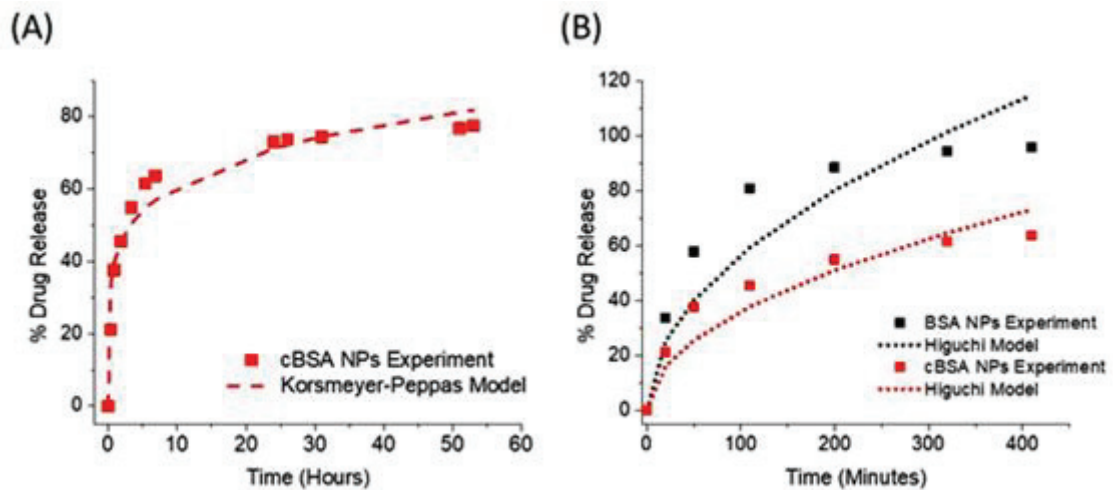 (A)
% Drug Release
80
60
40
20
0
cBSA NPs Experiment
Korsmeyer-Peppas Model
0 10 20 30 40 50 60
Time (Hours)
(B)
% Drug Release
120
100
80
60
40
20
0
BSA NPs Experiment
Higuchi Model
cBSA NPs Experiment
Higuchi Model
0 100 200 300 400
Time (Minutes)